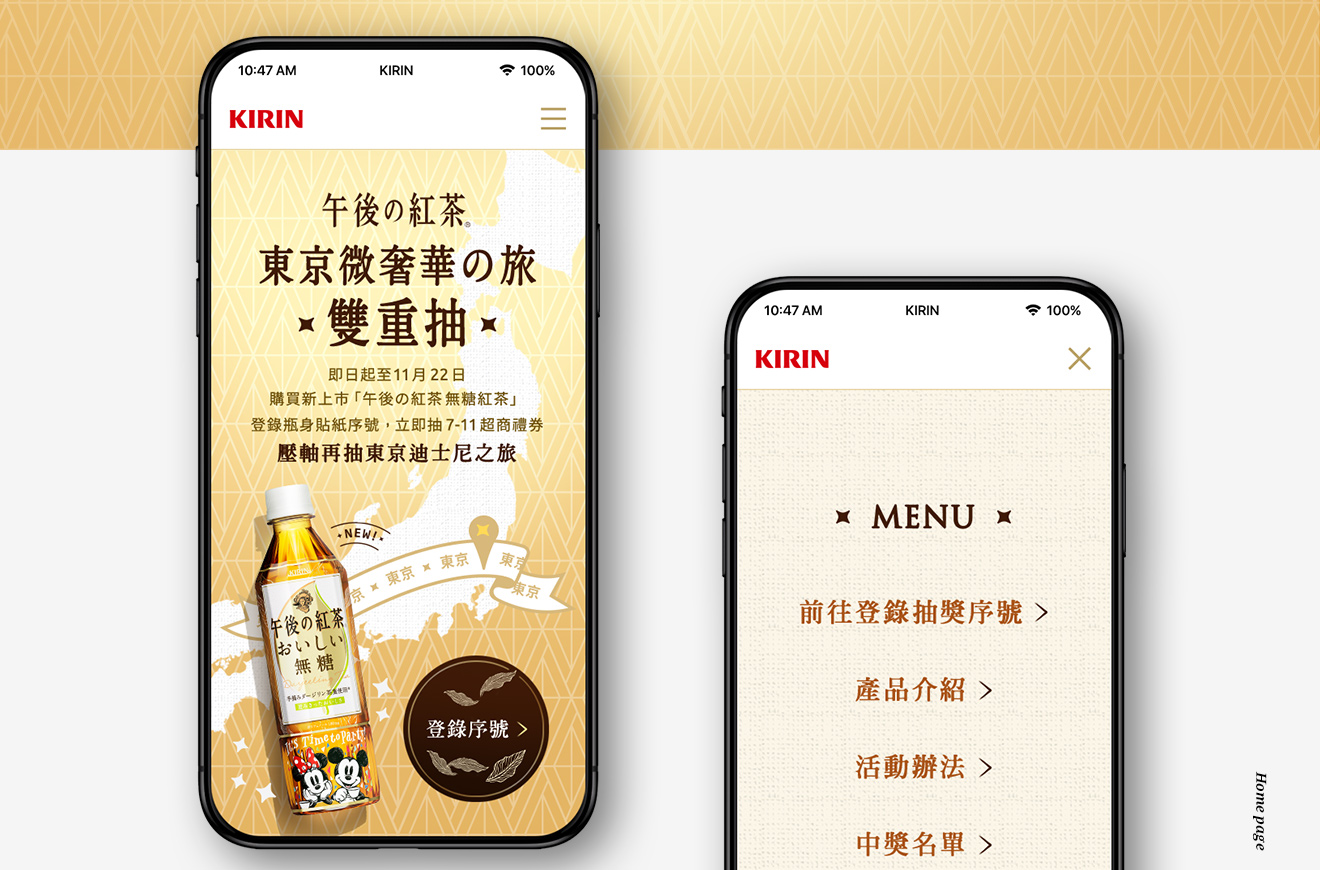 10:47 AM KIRIN 100%
KIRIN
午後の紅茶®
東京微奢華の旅
雙重抽
即日起至11月22日
購買新上市「午後の紅茶 無糖紅茶」
登錄瓶身貼紙序號，立即抽7-11超商禮券
壓軸再抽東京迪士尼之旅
NEW!
京 東京 東京 東京
東京
KIRIN
午後の紅茶
おいしい
無糖
It's Time to Party
登錄序號
10:47 AM KIRIN 100%
KIRIN
MENU
前往登錄抽獎序號
產品介紹
活動辦法
中獎名單
Home page